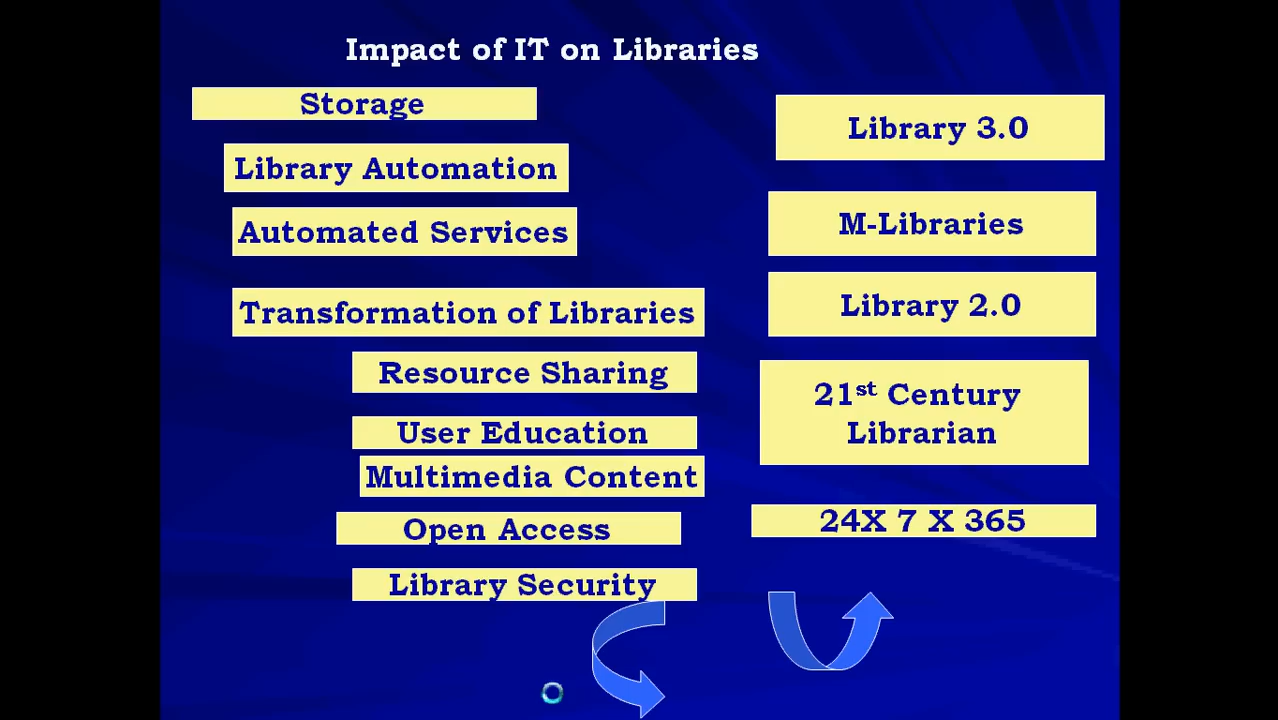 Impact of IT on Libraries
Storage
Library Automation
Automated Services
Transformation of Libraries
Resource Sharing
User Education
Multimedia Content
Open Access
Library Security
Library 3.0
M-Libraries
Library 2.0
21st Century
Librarian
24X 7 X 365